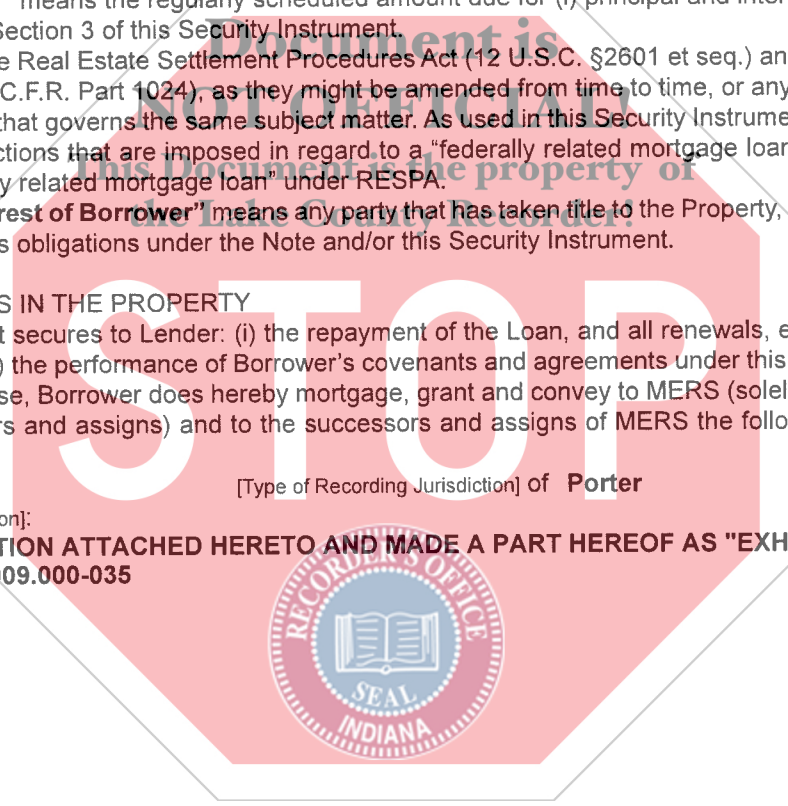 means the regularly scheduled amount due for (i) principal and inter
Section 3 of this Security Instrument.
e Real Estate Settlement Procedures Act (12 U.S.C. §2601 et seq.) an
C.F.R. Part 1024), as they might be amended from time to time, or any
that governs the same subject matter. As used in this Security Instrume
ctions that are imposed in regard to a “federally related mortgage loan
y related mortgage loan” under RESPA.
rest of Borrower” means any party that has taken title to the Property,
s obligations under the Note and/or this Security Instrument.
Document is
NOT OFFICIAL!
This Document is the property of
the Lake County Recorder!
STOP
S IN THE PROPERTY
t secures to Lender: (i) the repayment of the Loan, and all renewals, e
) the performance of Borrower’s covenants and agreements under this
se, Borrower does hereby mortgage, grant and convey to MERS (solel
rs and assigns) and to the successors and assigns of MERS the follo
[Type of Recording Jurisdiction] of Porter
on]:
TION ATTACHED HERETO AND MADE A PART HEREOF AS "EXH
009.000-035
RECORDER'S OFFICE
SEAL
INDIANA